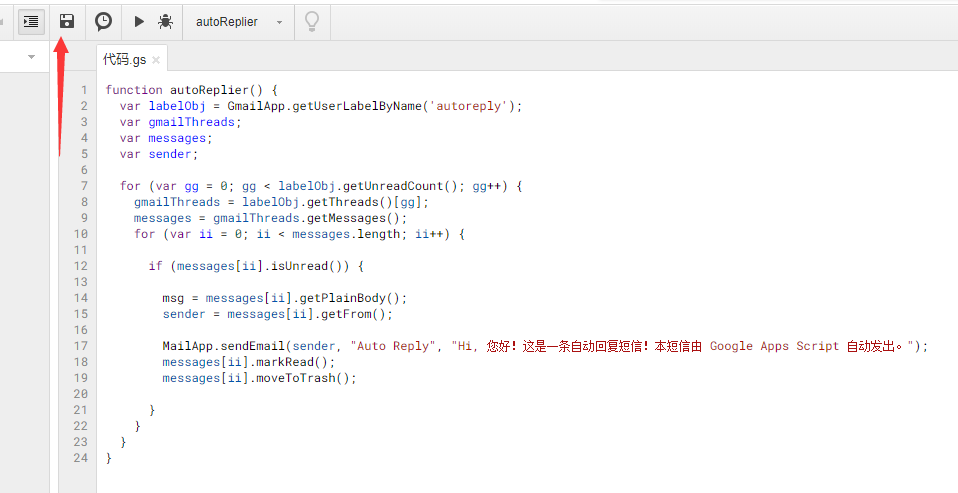 autoReplier
代码.gs
1 function autoReplier() {
2   var labelObj = GmailApp.getUserLabelByName('autoreply');
3   var gmailThreads;
4   var messages;
5   var sender;
6
7   for (var gg = 0; gg < labelObj.getUnreadCount(); gg++) {
8     gmailThreads = labelObj.getThreads()[gg];
9     messages = gmailThreads.getMessages();
10     for (var ii = 0; ii < messages.length; ii++) {
11
12       if (messages[ii].isUnread()) {
13
14         msg = messages[ii].getPlainBody();
15         sender = messages[ii].getFrom();
16
17         MailApp.sendEmail(sender, "Auto Reply", "Hi, 您好！这是一条自动回复短信！本短信由 Google Apps Script 自动发出。");
18         messages[ii].markRead();
19         messages[ii].moveToTrash();
20
21       }
22     }
23   }
24 }